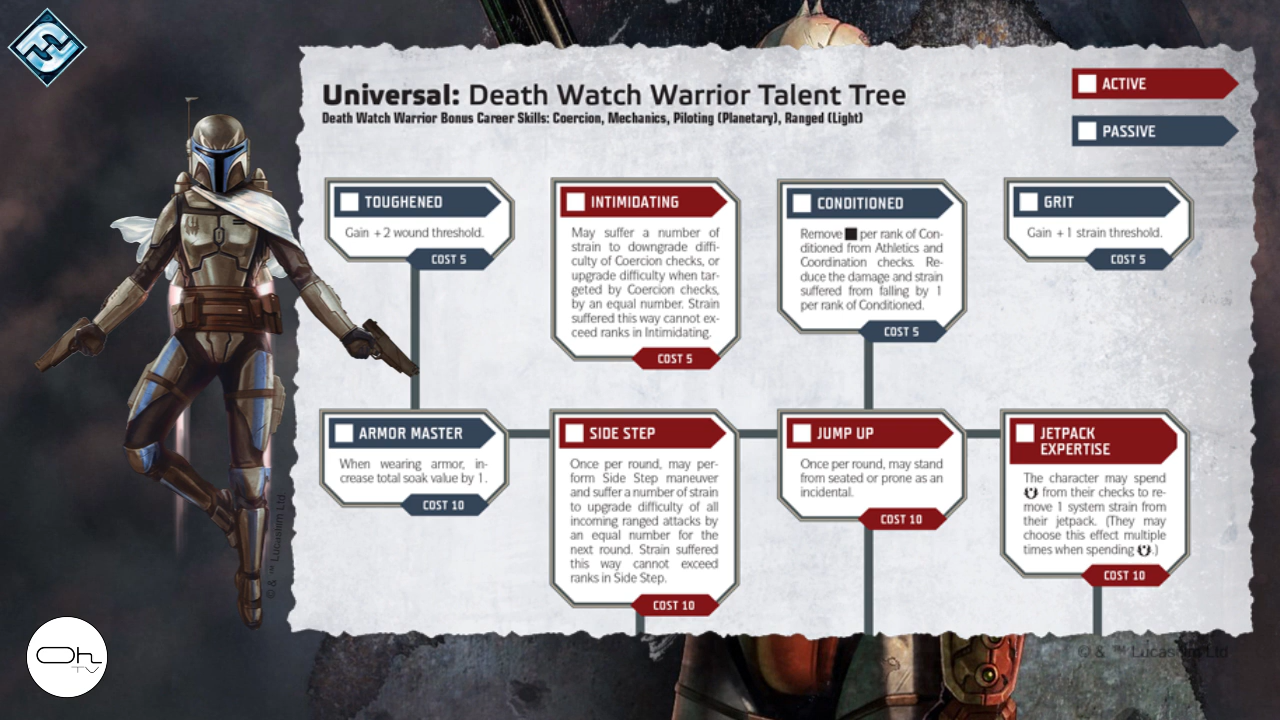 Universal: Death Watch Warrior Talent Tree
Death Watch Warrior Bonus Career Skills: Coercion, Mechanics, Piloting (Planetary), Ranged (Light)
ACTIVE
PASSIVE
TOUGHENED
Gain +2 wound threshold.
COST 5
INTIMIDATING
May suffer a number of
strain to downgrade diffi-
culty of Coercion checks, or
upgrade difficulty when tar-
geted by Coercion checks,
by an equal number. Strain
suffered this way cannot ex-
ceed ranks in Intimidating.
COST 5
CONDITIONED
Remove per rank of Con-
ditioned from Athletics and
Coordination checks. Re-
duce the damage and strain
suffered from falling by 1
per rank of Conditioned.
COST 5
GRIT
Gain +1 strain threshold.
COST 5
ARMOR MASTER
When wearing armor, in-
crease total soak value by 1.
COST 10
SIDE STEP
Once per round, may per-
form Side Step maneuver
and suffer a number of strain
to upgrade difficulty of all
incoming ranged attacks by
an equal number for the
next round. Strain suffered
this way cannot exceed
ranks in Side Step.
COST 10
JUMP UP
Once per round, may stand
from seated or prone as an
incidental.
COST 10
JETPACK
EXPERTISE
The character may spend
from their checks to re-
move 1 system strain from
their jetpack. (They may
choose this effect multiple
times when spending .)
COST 10
© & ™ Lucasfilm Ltd
© & ™ Lucasfilm Ltd
Oh
TV